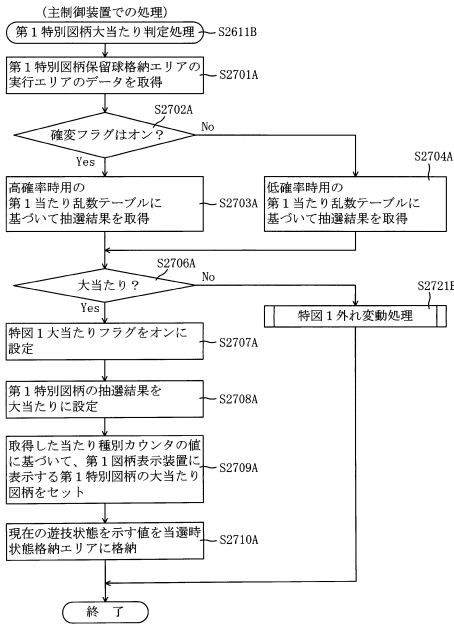 (主制御装置での処理)
第1特別図柄大当たり判定処理
S2611B
第1特別図柄保留球格納エリアの
実行エリアのデータを取得
S2701A
S2702A
確変フラグはオン?
No
Yes
S2704A
高確率時用の
第1当たり乱数テーブルに
基づいて抽選結果を取得
S2703A
低確率時用の
第1当たり乱数テーブルに
基づいて抽選結果を取得
S2706A
大当たり?
No
Yes
S2721B
特図1外れ変動処理
特図1大当たりフラグをオンに
設定
S2707A
第1特別図柄の抽選結果を
大当たりに設定
S2708A
取得した当たり種別カウンタの値
に基づいて、第1図柄表示装置に
表示する第1特別図柄の大当たり
図柄をセット
S2709A
現在の遊技状態を示す値を当選時
状態格納エリアに格納
S2710A
終 了